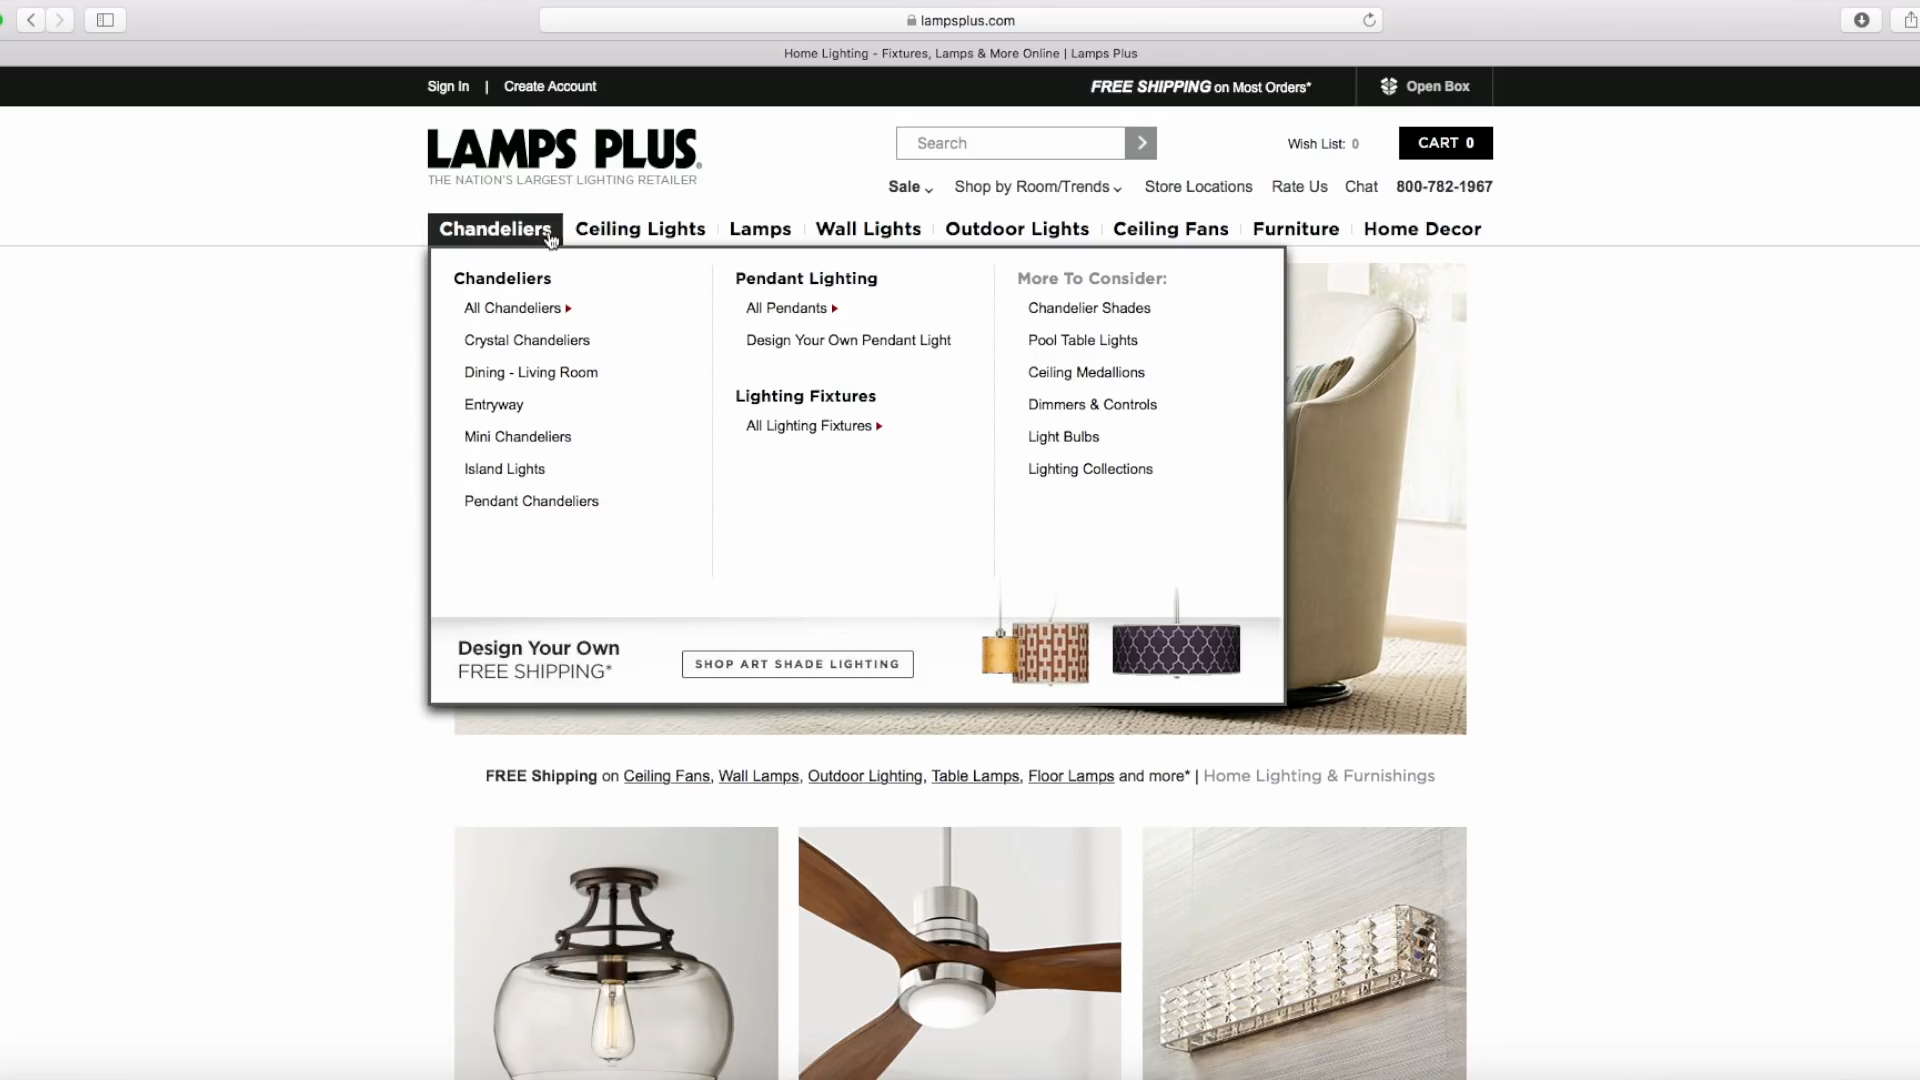 lampsplus.com
Home Lighting - Fixtures, Lamps & More Online | Lamps Plus
Sign In | Create Account
FREE SHIPPING on Most Orders*
Open Box
LAMPS PLUS®
THE NATION'S LARGEST LIGHTING RETAILER
Search
Wish List: 0
CART 0
Sale
Shop by Room/Trends
Store Locations
Rate Us
Chat
800-782-1967
Chandeliers
Ceiling Lights
Lamps
Wall Lights
Outdoor Lights
Ceiling Fans
Furniture
Home Decor
Chandeliers
All Chandeliers
Crystal Chandeliers
Dining - Living Room
Entryway
Mini Chandeliers
Island Lights
Pendant Chandeliers
Pendant Lighting
All Pendants
Design Your Own Pendant Light
Lighting Fixtures
All Lighting Fixtures
More To Consider:
Chandelier Shades
Pool Table Lights
Ceiling Medallions
Dimmers & Controls
Light Bulbs
Lighting Collections
Design Your Own
FREE SHIPPING*
SHOP ART SHADE LIGHTING
FREE Shipping on Ceiling Fans, Wall Lamps, Outdoor Lighting, Table Lamps, Floor Lamps and more* | Home Lighting & Furnishings